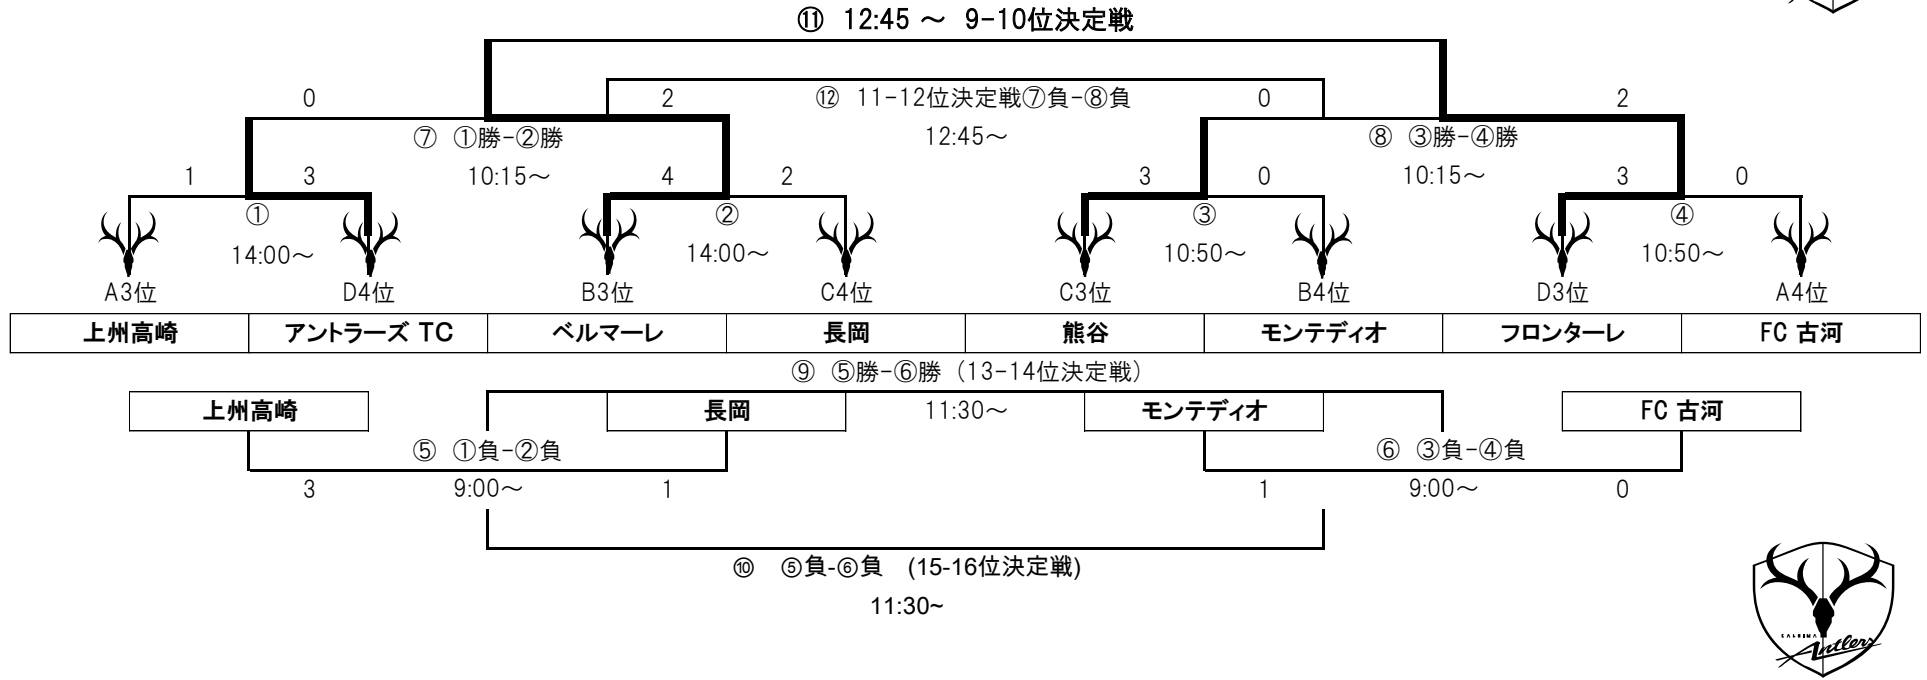 ⑪ 12:45 ～ 9-10位決定戦
0 2 ⑫ 11-12位決定戦⑦負-⑧負 0 2
⑦ ①勝-②勝 12:45～ ⑧ ③勝-④勝
1 3 10:15～ 4 2 3 0 10:15～ 3 0
① ② ③ ④
14:00～ 14:00～ 10:50～ 10:50～
A3位 D4位 B3位 C4位 C3位 B4位 D3位 A4位
上州高崎 アントラーズ TC ベルマーレ 長岡 熊谷 モンテディオ フロンターレ FC 古河
⑨ ⑤勝-⑥勝（13-14位決定戦）
上州高崎 長岡 11:30～ モンテディオ FC 古河
⑤ ①負-②負 ⑥ ③負-④負
3 9:00～ 1 1 9:00～ 0
⑩ ⑤負-⑥負 (15-16位決定戦)
11:30~
KASHIMA
Antlers